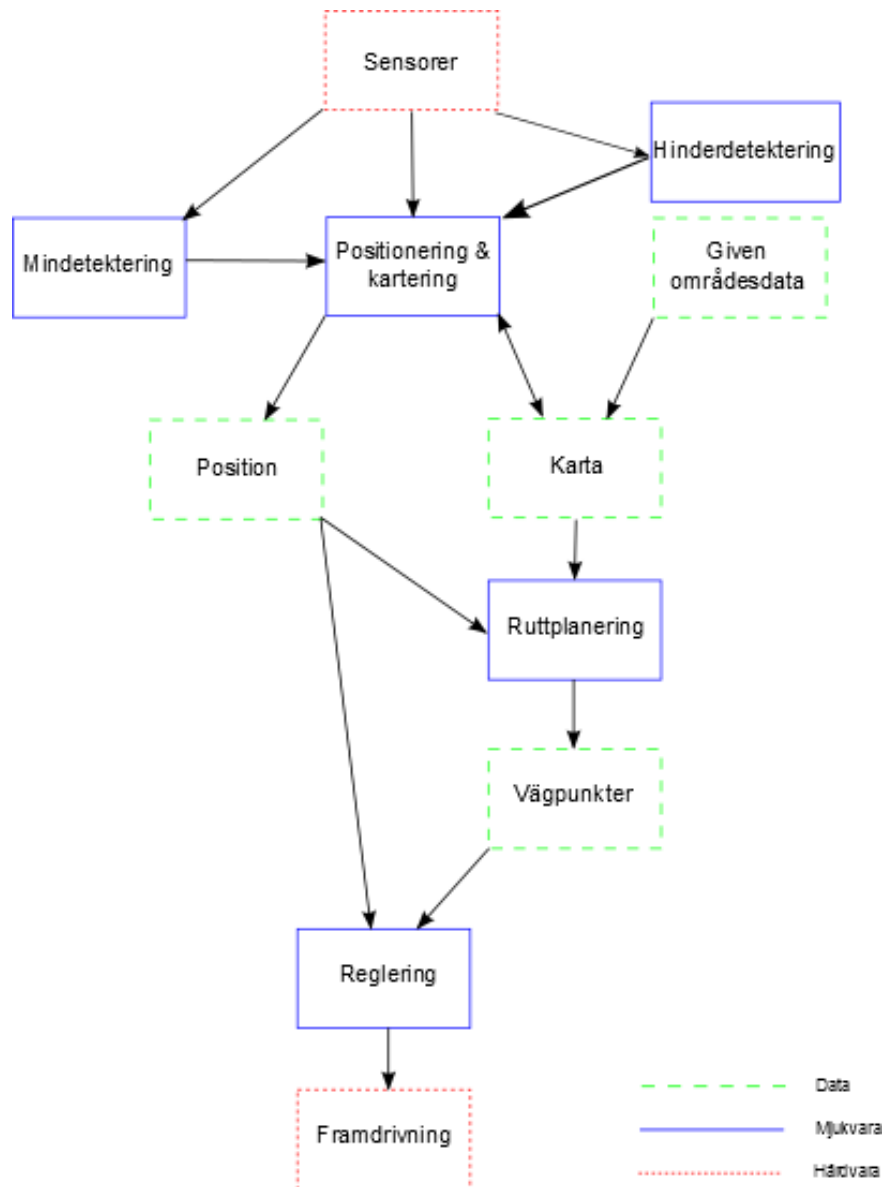 Sensorer
Hinderdetektering
Mindetektering
Positionering &
kartering
Given
områdesdata
Position
Karta
Ruttplanering
Vägpunkter
Reglering
Framdrivning
Data
Mjukvara
Hårdvara